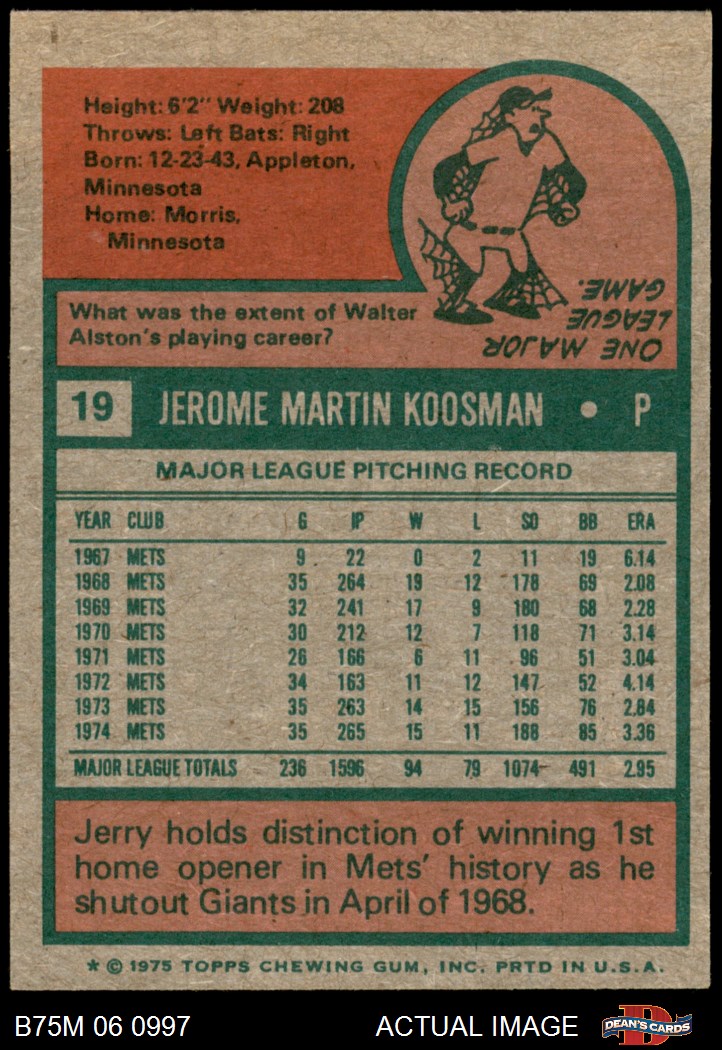 Height: 6'2" Weight: 208
Throws: Left Bats: Right
Born: 12-23-43, Appleton,
Minnesota
Home: Morris,
Minnesota
What was the extent of Walter
Alston's playing career?
ONE MAJOR
LEAGUE
GAME.
19 JEROME MARTIN KOOSMAN • P
MAJOR LEAGUE PITCHING RECORD
YEAR CLUB G IP W L SO BB ERA
1967 METS 9 22 0 2 11 19 6.14
1968 METS 35 264 19 12 178 69 2.08
1969 METS 32 241 17 9 180 68 2.28
1970 METS 30 212 12 7 118 71 3.14
1971 METS 26 166 6 11 96 51 3.04
1972 METS 34 163 11 12 147 52 4.14
1973 METS 35 263 14 15 156 76 2.84
1974 METS 35 265 15 11 188 85 3.36
MAJOR LEAGUE TOTALS 236 1596 94 79 1074 491 2.95
Jerry holds distinction of winning 1st
home opener in Mets' history as he
shutout Giants in April of 1968.
* © 1975 TOPPS CHEWING GUM, INC. PRTD IN U.S.A.
B75M 06 0997 ACTUAL IMAGE D DEAN'S CARDS